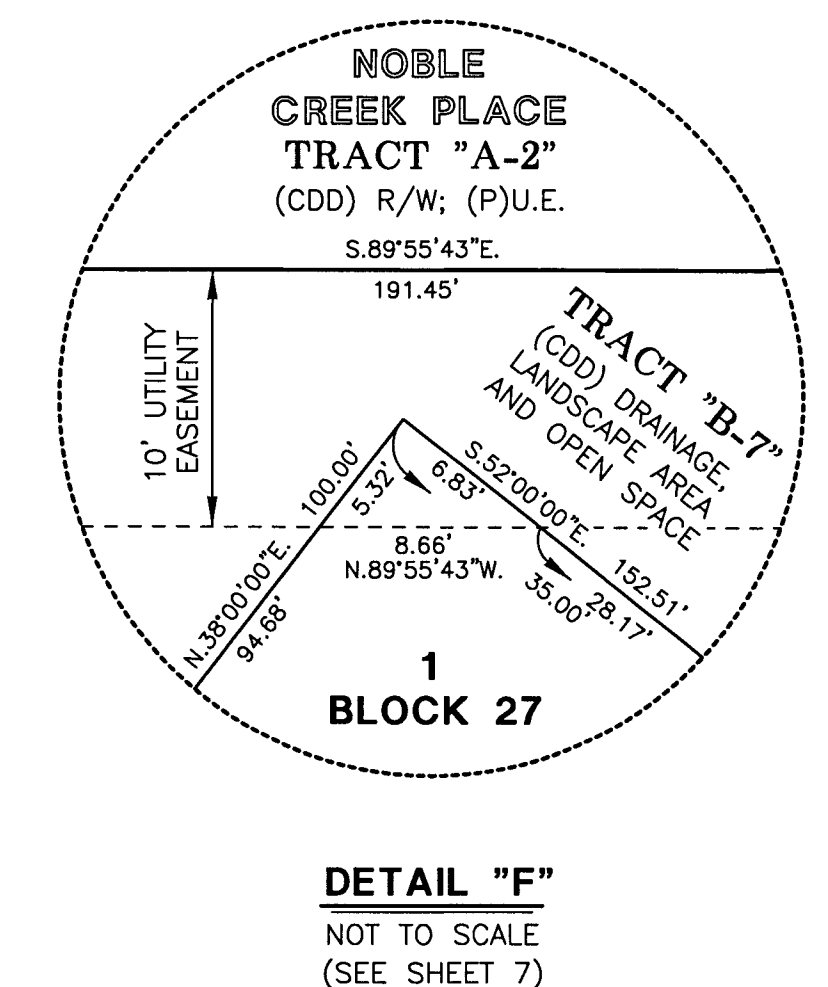 NOBLE
CREEK PLACE
TRACT "A-2"
(CDD) R/W; (P)U.E.
S.89°55'43"E.
191.45'
10' UTILITY
EASEMENT
TRACT "B-7"
(CDD) DRAINAGE,
LANDSCAPE AREA
AND OPEN SPACE
N.38°00'00"E.
100.00'
5.32'
94.68'
6.83'
S.52°00'00"E.
152.51'
8.66'
N.89°55'43"W.
35.00'
28.17'
1
BLOCK 27
DETAIL "F"
NOT TO SCALE
(SEE SHEET 7)